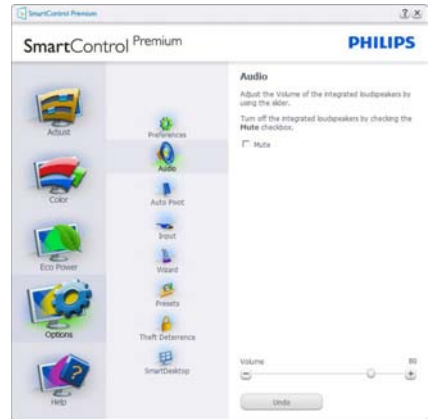 SmartControl Premium
SmartControl Premium
PHILIPS
Adjust
Color
Eco Power
Options
Help
Preferences
Audio
Auto Pivot
Input
Wizard
Presets
Theft Deterrence
SmartDesktop
Audio
Adjust the Volume of the integrated loudspeakers by
using the slider.
Turn off the integrated loudspeakers by checking the
Mute checkbox.
Mute
Volume 80
Undo